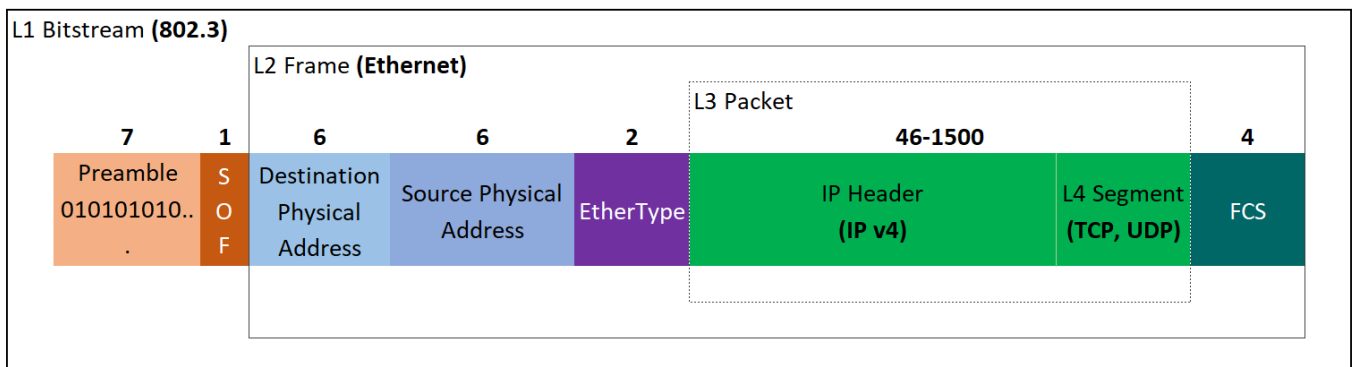 L1 Bitstream (802.3)
L2 Frame (Ethernet)
L3 Packet
7 1 6 6 2 46-1500 4
Preamble
010101010..
.
S
O
F
Destination
Physical
Address
Source Physical
Address
EtherType
IP Header
(IP v4)
L4 Segment
(TCP, UDP)
FCS